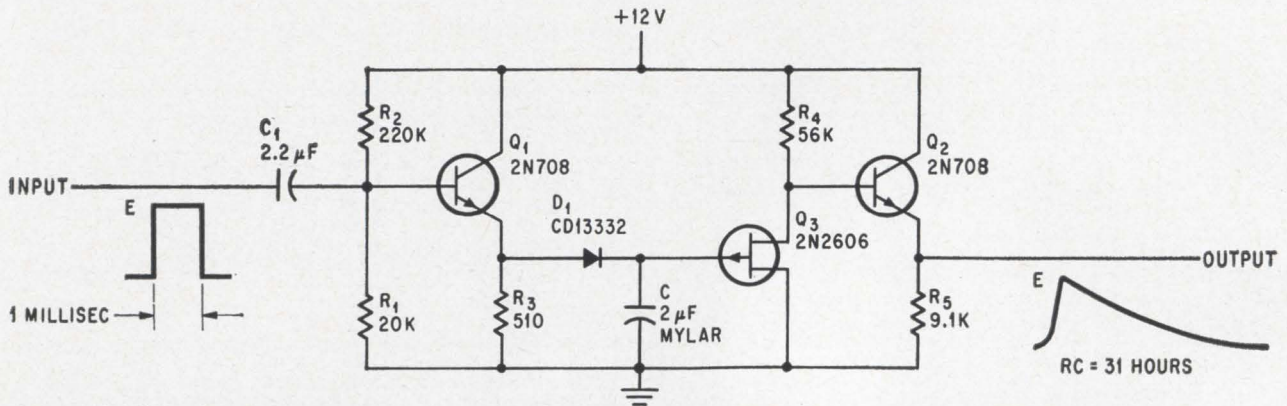 +12V
R2
220K
C1
2.2 µF
Q1
2N708
R4
56K
Q2
2N708
INPUT
E
D1
CD13332
Q3
2N2606
OUTPUT
1 MILLISEC
R1
20K
R3
510
C
2 µF
MYLAR
R5
9.1K
E
RC = 31 HOURS